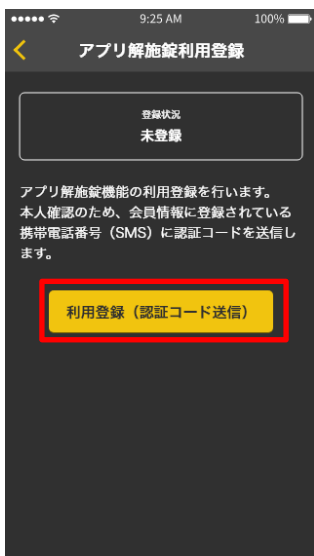 9:25 AM 100%
アプリ解施錠利用登録
登録状況
未登録
アプリ解施錠機能の利用登録を行います。
本人確認のため、会員情報に登録されている
携帯電話番号（SMS）に認証コードを送信し
ます。
利用登録（認証コード送信）